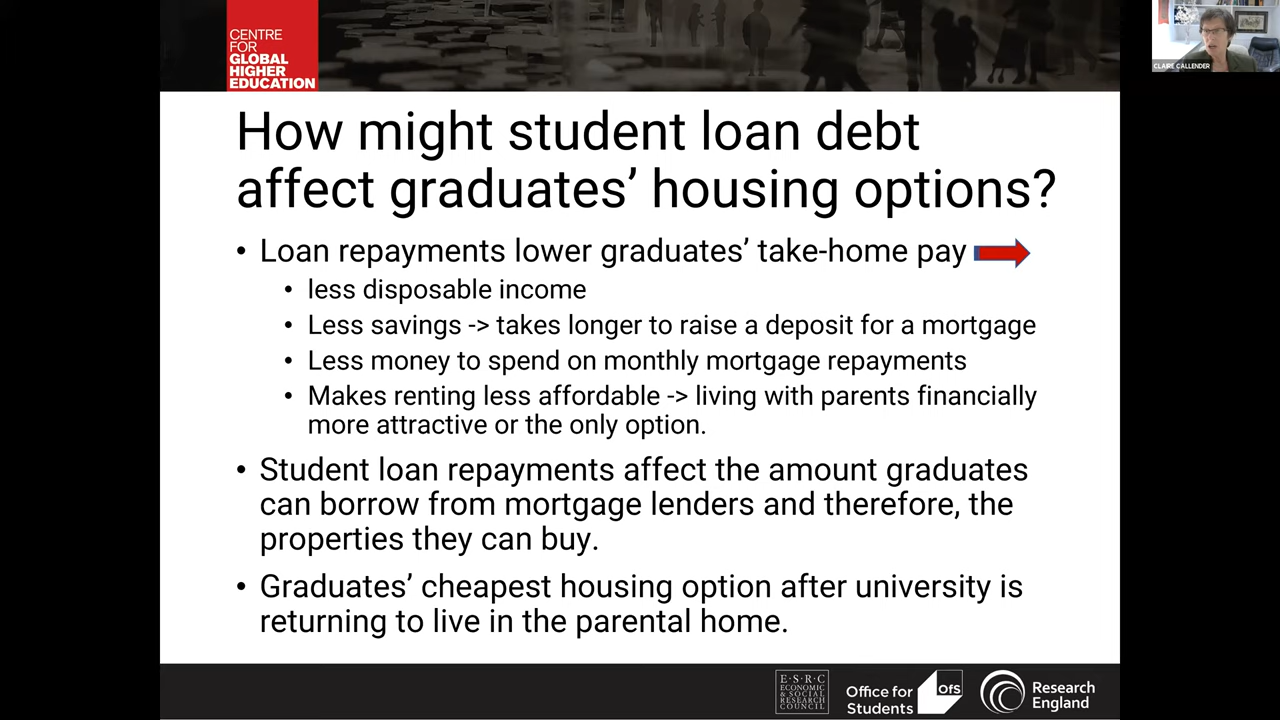 CENTRE
FOR
GLOBAL
HIGHER
EDUCATION
CLAIRE CALLENDER
How might student loan debt
affect graduates’ housing options?
• Loan repayments lower graduates’ take-home pay
• less disposable income
• Less savings -> takes longer to raise a deposit for a mortgage
• Less money to spend on monthly mortgage repayments
• Makes renting less affordable -> living with parents financially
more attractive or the only option.
• Student loan repayments affect the amount graduates
can borrow from mortgage lenders and therefore, the
properties they can buy.
• Graduates’ cheapest housing option after university is
returning to live in the parental home.
E·S·R·C
ECONOMIC
& SOCIAL
RESEARCH
COUNCIL
Office for
Students
OfS
Research
England